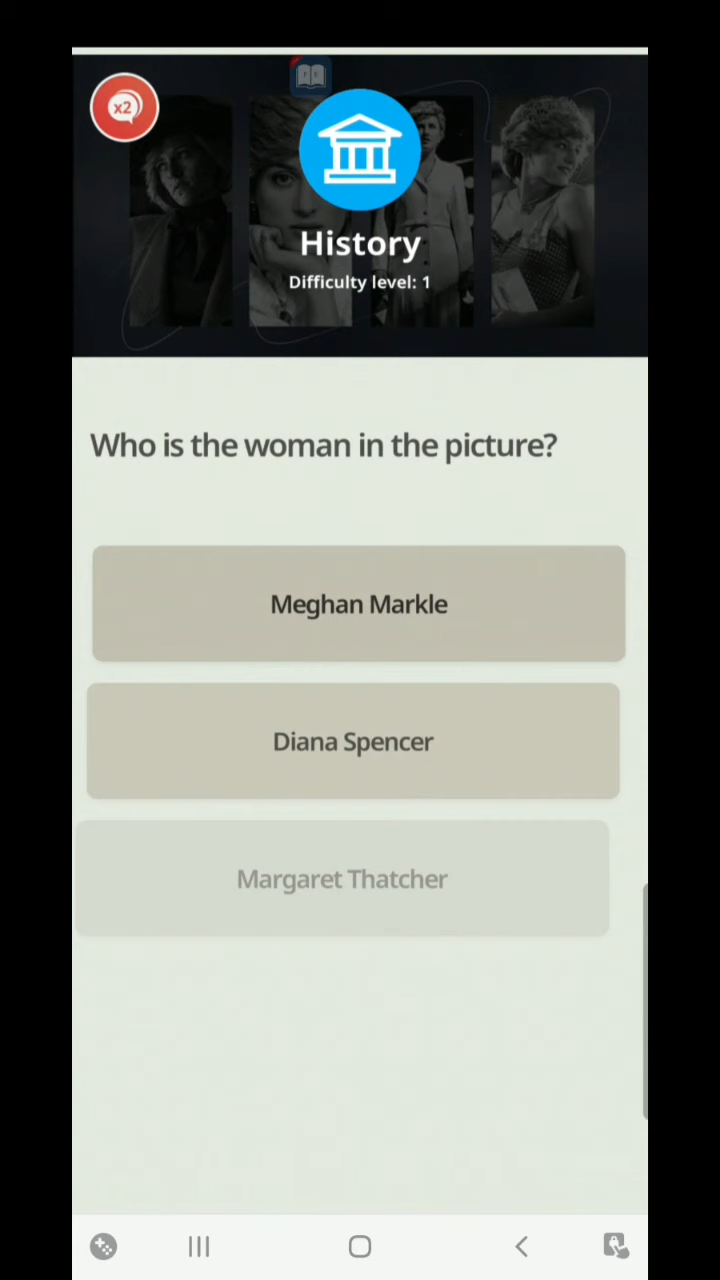 x2
History
Difficulty level: 1
Who is the woman in the picture?
Meghan Markle
Diana Spencer
Margaret Thatcher